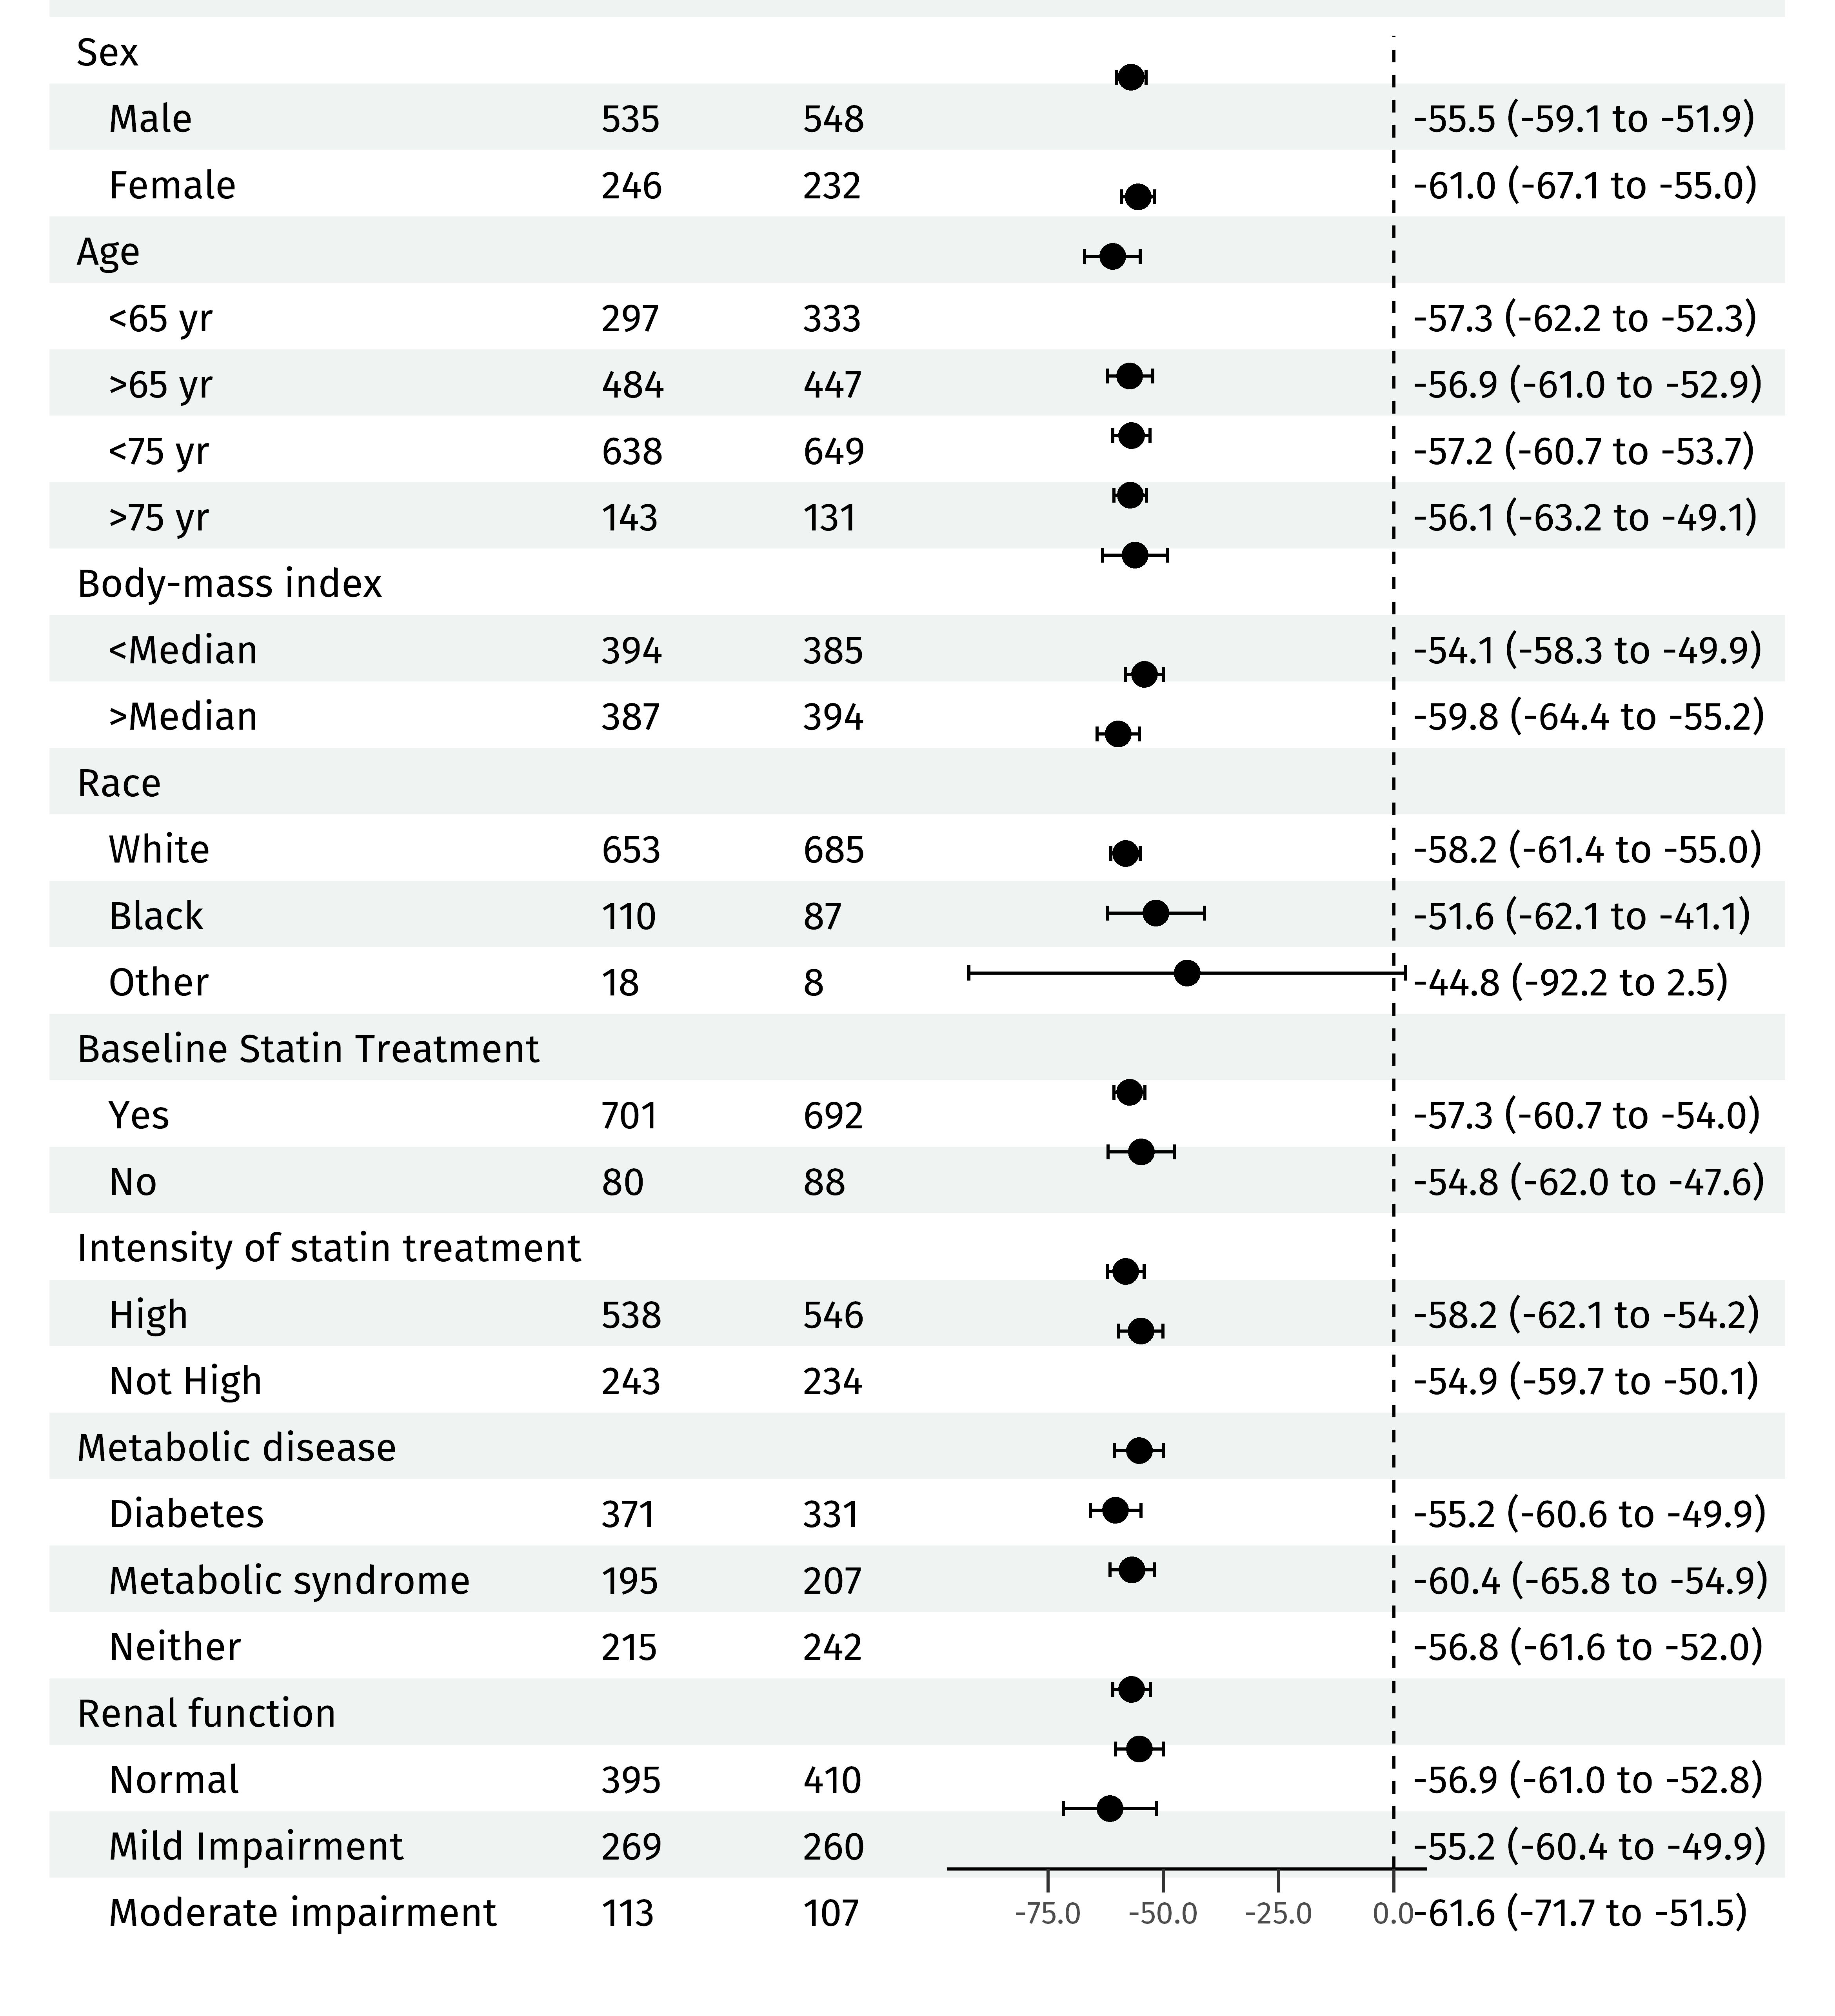 Sex
Male 535 548 -55.5 (-59.1 to -51.9)
Female 246 232 -61.0 (-67.1 to -55.0)
Age
<65 yr 297 333 -57.3 (-62.2 to -52.3)
>65 yr 484 447 -56.9 (-61.0 to -52.9)
<75 yr 638 649 -57.2 (-60.7 to -53.7)
>75 yr 143 131 -56.1 (-63.2 to -49.1)
Body-mass index
<Median 394 385 -54.1 (-58.3 to -49.9)
>Median 387 394 -59.8 (-64.4 to -55.2)
Race
White 653 685 -58.2 (-61.4 to -55.0)
Black 110 87 -51.6 (-62.1 to -41.1)
Other 18 8 -44.8 (-92.2 to 2.5)
Baseline Statin Treatment
Yes 701 692 -57.3 (-60.7 to -54.0)
No 80 88 -54.8 (-62.0 to -47.6)
Intensity of statin treatment
High 538 546 -58.2 (-62.1 to -54.2)
Not High 243 234 -54.9 (-59.7 to -50.1)
Metabolic disease
Diabetes 371 331 -55.2 (-60.6 to -49.9)
Metabolic syndrome 195 207 -60.4 (-65.8 to -54.9)
Neither 215 242 -56.8 (-61.6 to -52.0)
Renal function
Normal 395 410 -56.9 (-61.0 to -52.8)
Mild Impairment 269 260 -55.2 (-60.4 to -49.9)
Moderate impairment 113 107 -75.0 -50.0 -25.0 0.0 -61.6 (-71.7 to -51.5)